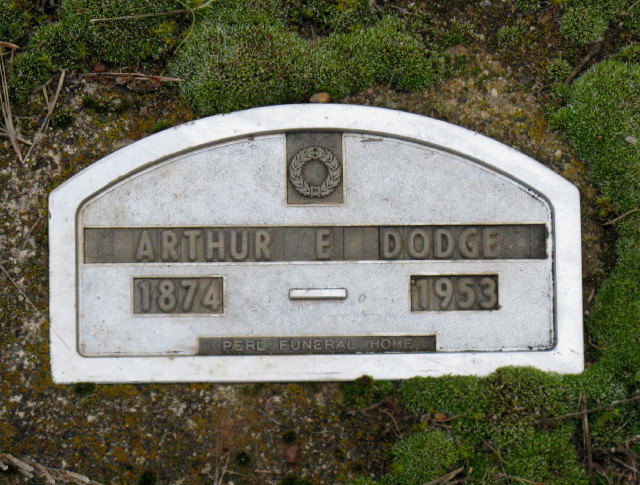 ARTHUR E DODGE
1874 — 1953
PERL FUNERAL HOME